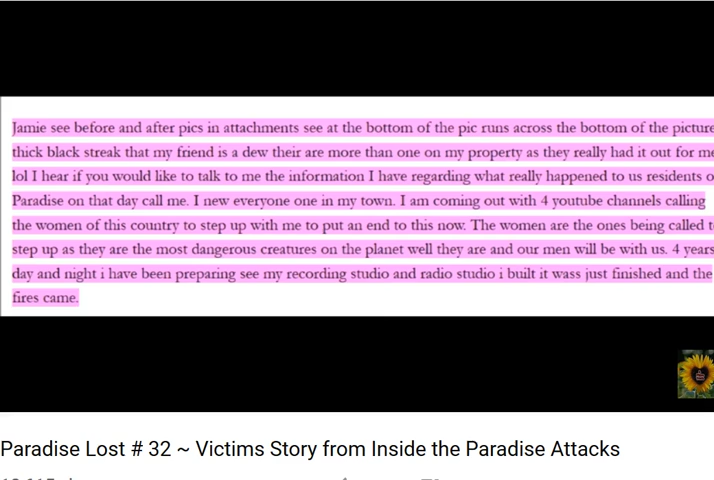 Jamie see before and after pics in attachments see at the bottom of the pic runs across the bottom of the picture
thick black streak that my friend is a dew their are more than one on my property as they really had it out for me
lol I hear if you would like to talk to me the information I have regarding what really happened to us residents
Paradise on that day call me. I new everyone one in my town. I am coming out with 4 youtube channels calling
the women of this country to step up with me to put an end to this now. The women are the ones being called
step up as they are the most dangerous creatures on the planet well they are and our men will be with us. 4 years
day and night i have been preparing see my recording studio and radio studio i built it wass just finished and the
fires came.
Paradise Lost # 32 ~ Victims Story from Inside the Paradise Attacks